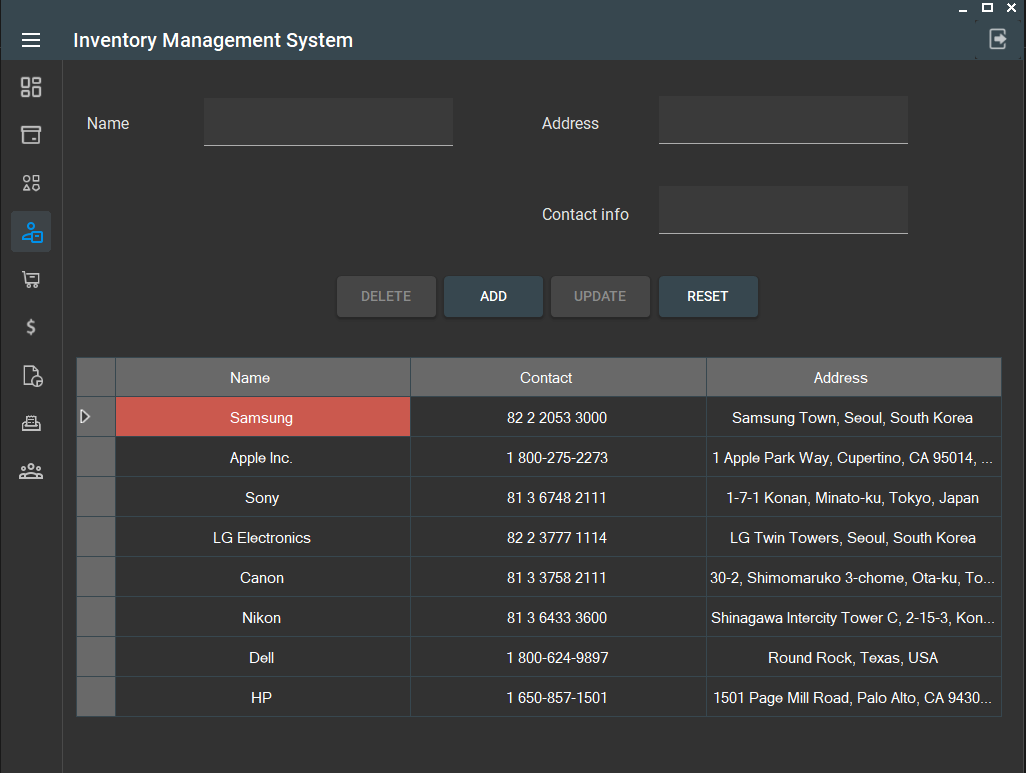 Inventory Management System
Name
Address
Contact info
DELETE ADD UPDATE RESET
Name Contact Address
Samsung 82 2 2053 3000 Samsung Town, Seoul, South Korea
Apple Inc. 1 800-275-2273 1 Apple Park Way, Cupertino, CA 95014, ...
Sony 81 3 6748 2111 1-7-1 Konan, Minato-ku, Tokyo, Japan
LG Electronics 82 2 3777 1114 LG Twin Towers, Seoul, South Korea
Canon 81 3 3758 2111 30-2, Shimomaruko 3-chome, Ota-ku, To...
Nikon 81 3 6433 3600 Shinagawa Intercity Tower C, 2-15-3, Kon...
Dell 1 800-624-9897 Round Rock, Texas, USA
HP 1 650-857-1501 1501 Page Mill Road, Palo Alto, CA 9430...